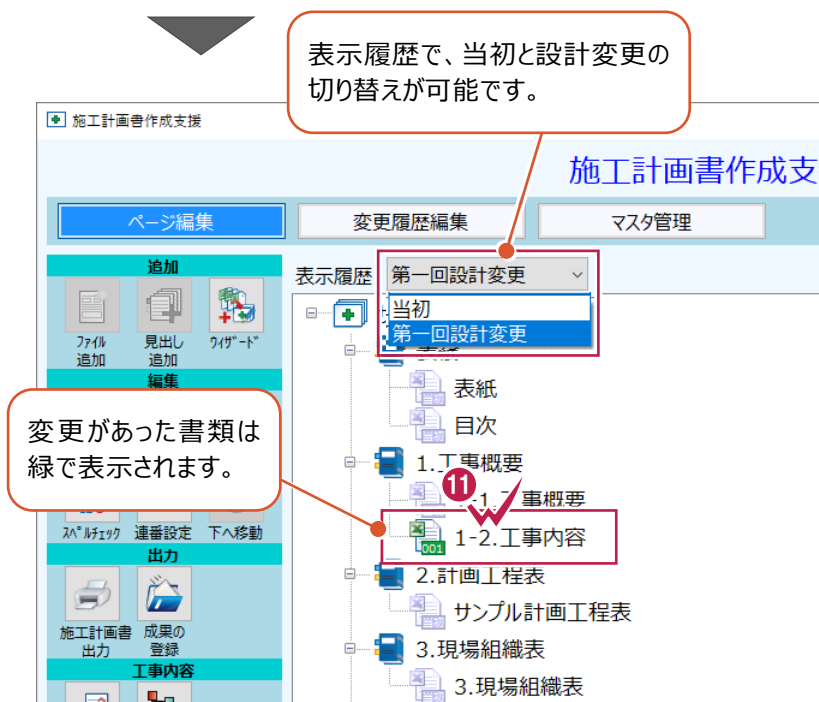 表示履歴で、当初と設計変更の
切り替えが可能です。
施工計画書作成支援
施工計画書作成支
ページ編集
変更履歴編集
マスタ管理
追加
ﾌｧｲﾙ
追加
見出し
追加
ｳｨｻﾞｰﾄﾞ
編集
表示履歴
第一回設計変更
当初
第一回設計変更
表紙
目次
変更があった書類は
緑で表示されます。
1.工事概要
11
事概要
001
1-2.工事内容
ｽﾍﾟﾙﾁｪｯｸ
連番設定
下へ移動
出力
2.計画工程表
サンプル計画工程表
施工計画書
出力
成果の
登録
3.現場組織表
工事内容
3.現場組織表